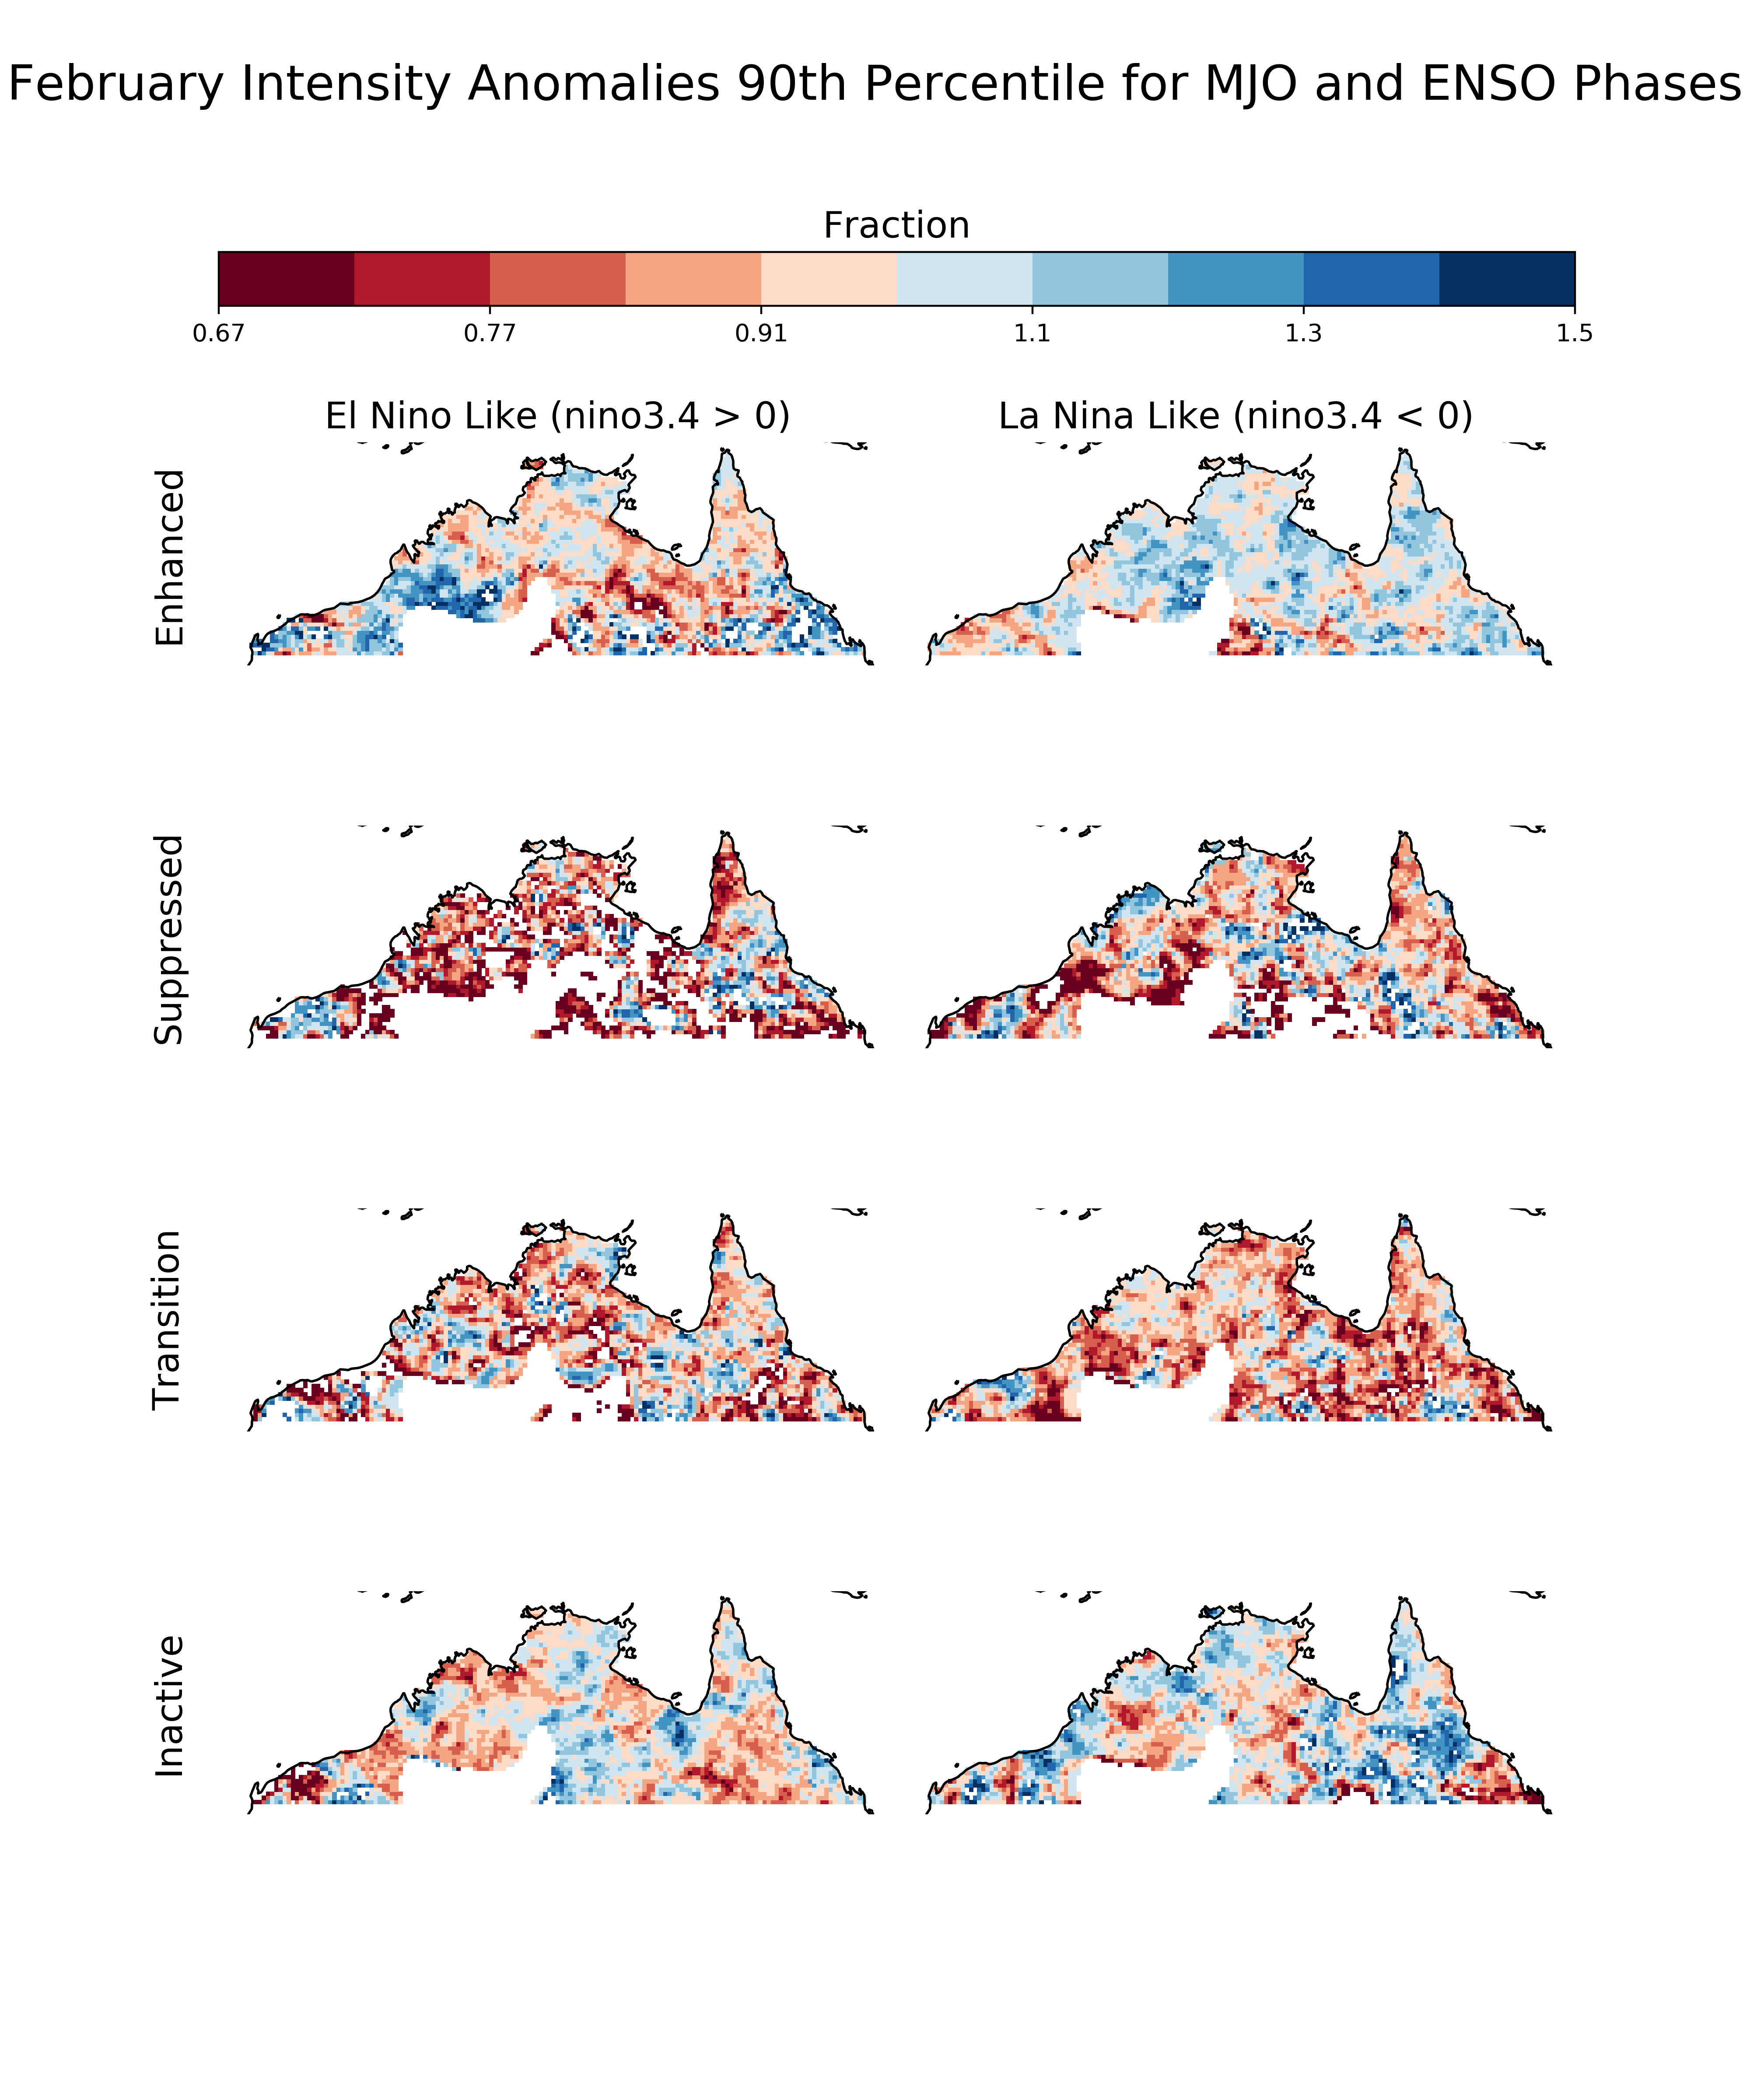 February Intensity Anomalies 90th Percentile for MJO and ENSO Phases
Fraction
0.67 0.77 0.91 1.1 1.3 1.5
El Nino Like (nino3.4 > 0) La Nina Like (nino3.4 < 0)
Enhanced
Suppressed
Transition
Inactive